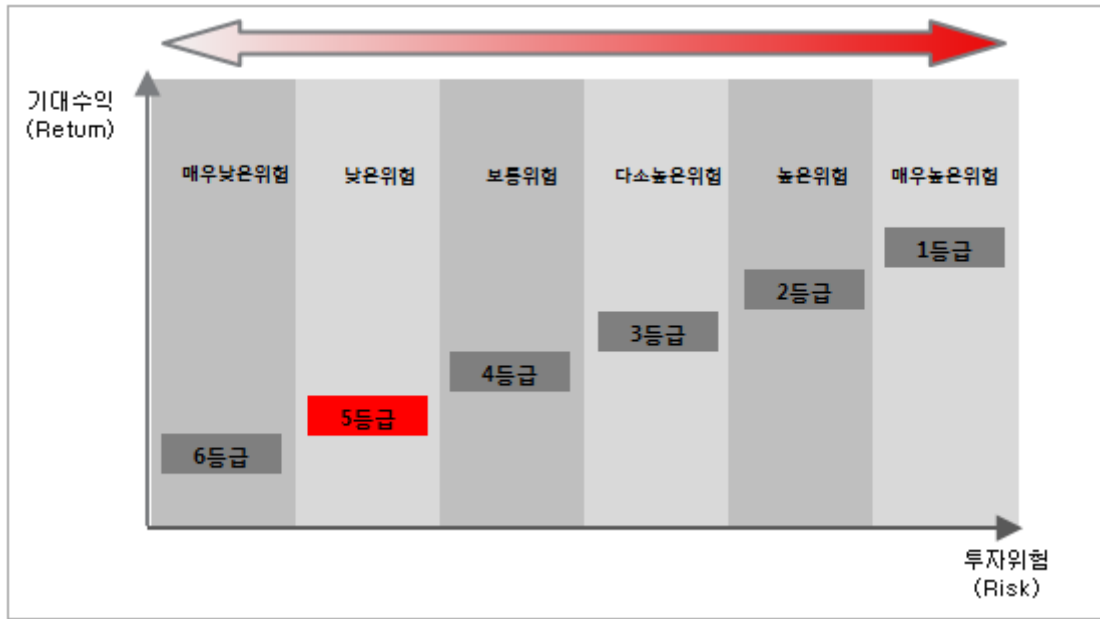 기대수익
(Return)
매우낮은위험
낮은위험
보통위험
다소높은위험
높은위험
매우높은위험
1등급
2등급
3등급
4등급
5등급
6등급
투자위험
(Risk)